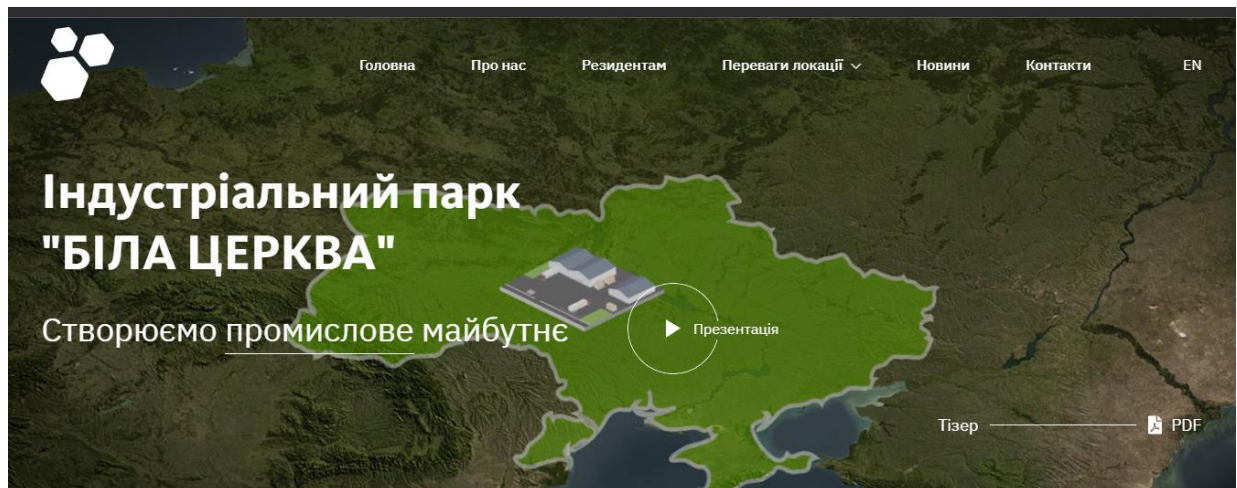 Головна Про нас Резидентам Переваги локації Новини Контакти EN
Індустріальний парк
"БІЛА ЦЕРКВА"
Створюємо промислове майбутнє
Презентація
Тізер PDF